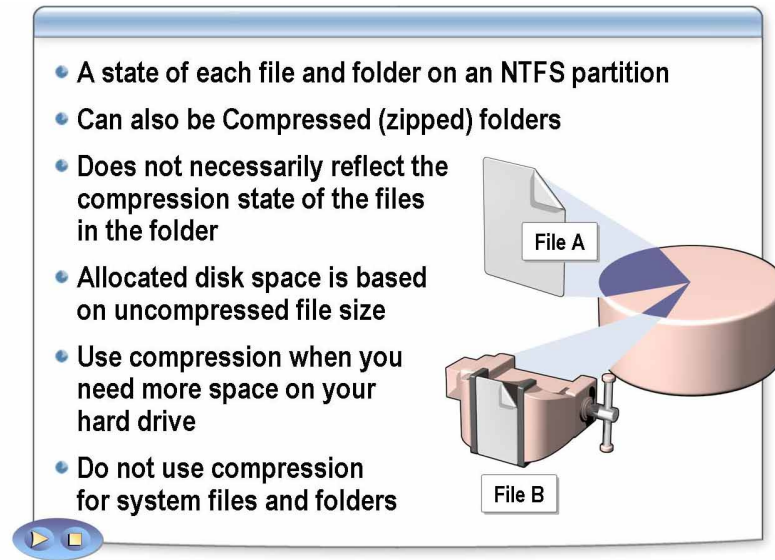 A state of each file and folder on an NTFS partition
Can also be Compressed (zipped) folders
Does not necessarily reflect the
compression state of the files
in the folder
Allocated disk space is based
on uncompressed file size
Use compression when you
need more space on your
hard drive
Do not use compression
for system files and folders
File A
File B